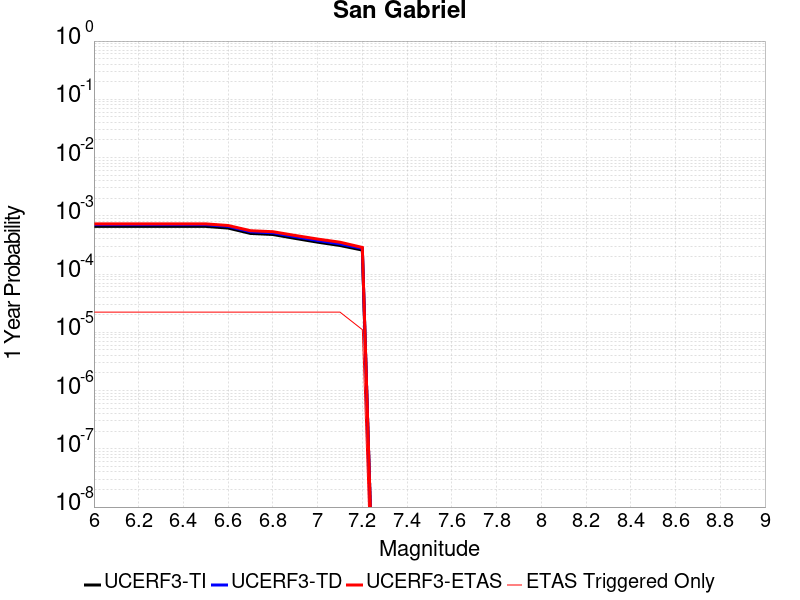 San Gabriel
10^0
10^-1
10^-2
10^-3
10^-4
10^-5
10^-6
10^-7
10^-8
1 Year Probability
6 6.2 6.4 6.6 6.8 7 7.2 7.4 7.6 7.8 8 8.2 8.4 8.6 8.8 9
Magnitude
UCERF3-TI UCERF3-TD UCERF3-ETAS ETAS Triggered Only